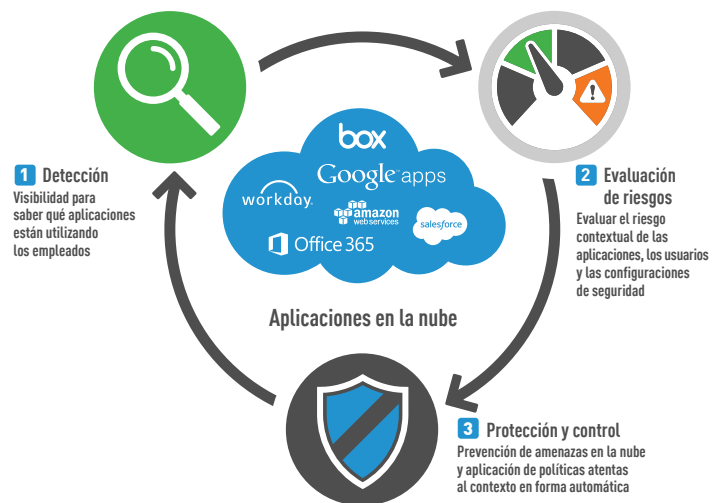 box
Google apps
workday.
amazon
web services
salesforce
Office 365
Aplicaciones en la nube
1 Detección
Visibilidad para
saber qué aplicaciones
están utilizando
los empleados
2 Evaluación
de riesgos
Evaluar el riesgo
contextual de las
aplicaciones, los usuarios
y las configuraciones
de seguridad
3 Protección y control
Prevención de amenazas en la nube
y aplicación de políticas atentas
al contexto en forma automática